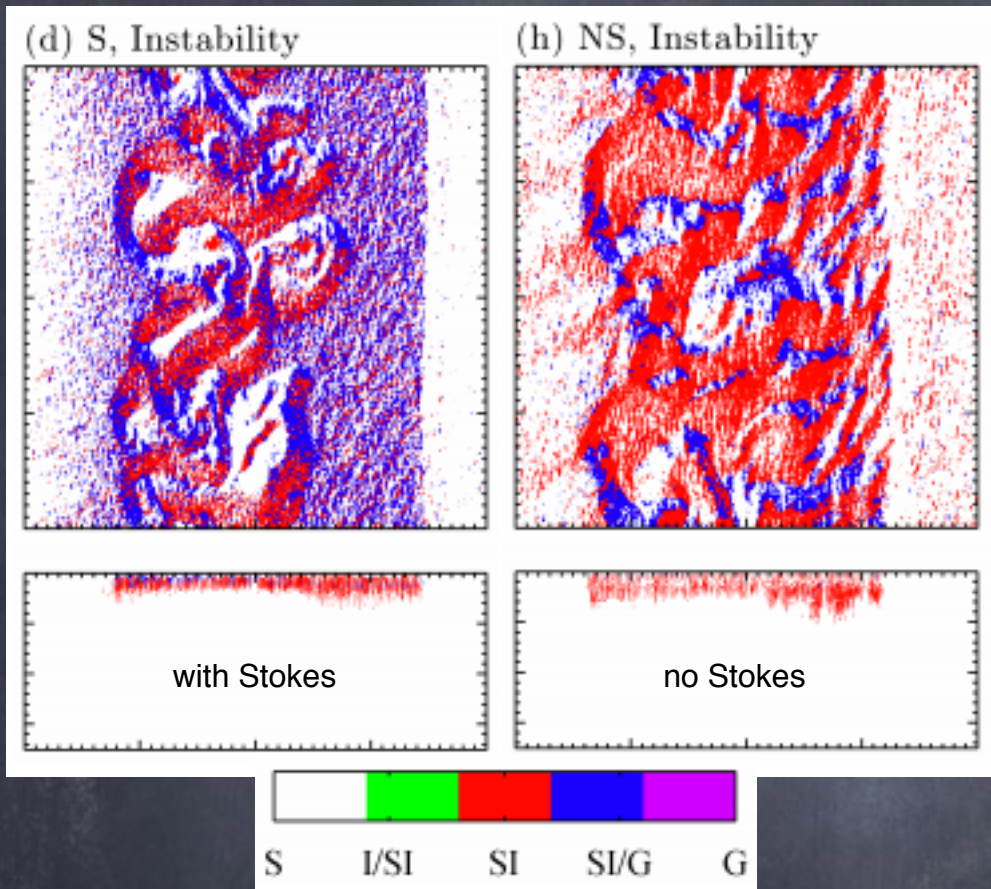 (d) S, Instability
(h) NS, Instability
with Stokes
no Stokes
S I/SI SI SI/G G